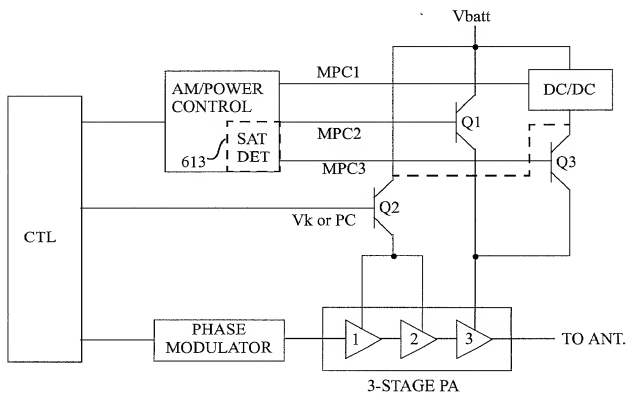 Vbatt
MPC1
AM/POWER
CONTROL
DC/DC
SAT
DET
613
MPC2
Q1
MPC3
Q3
CTL
Vk or PC
Q2
PHASE
MODULATOR
1
2
3
TO ANT.
3-STAGE PA